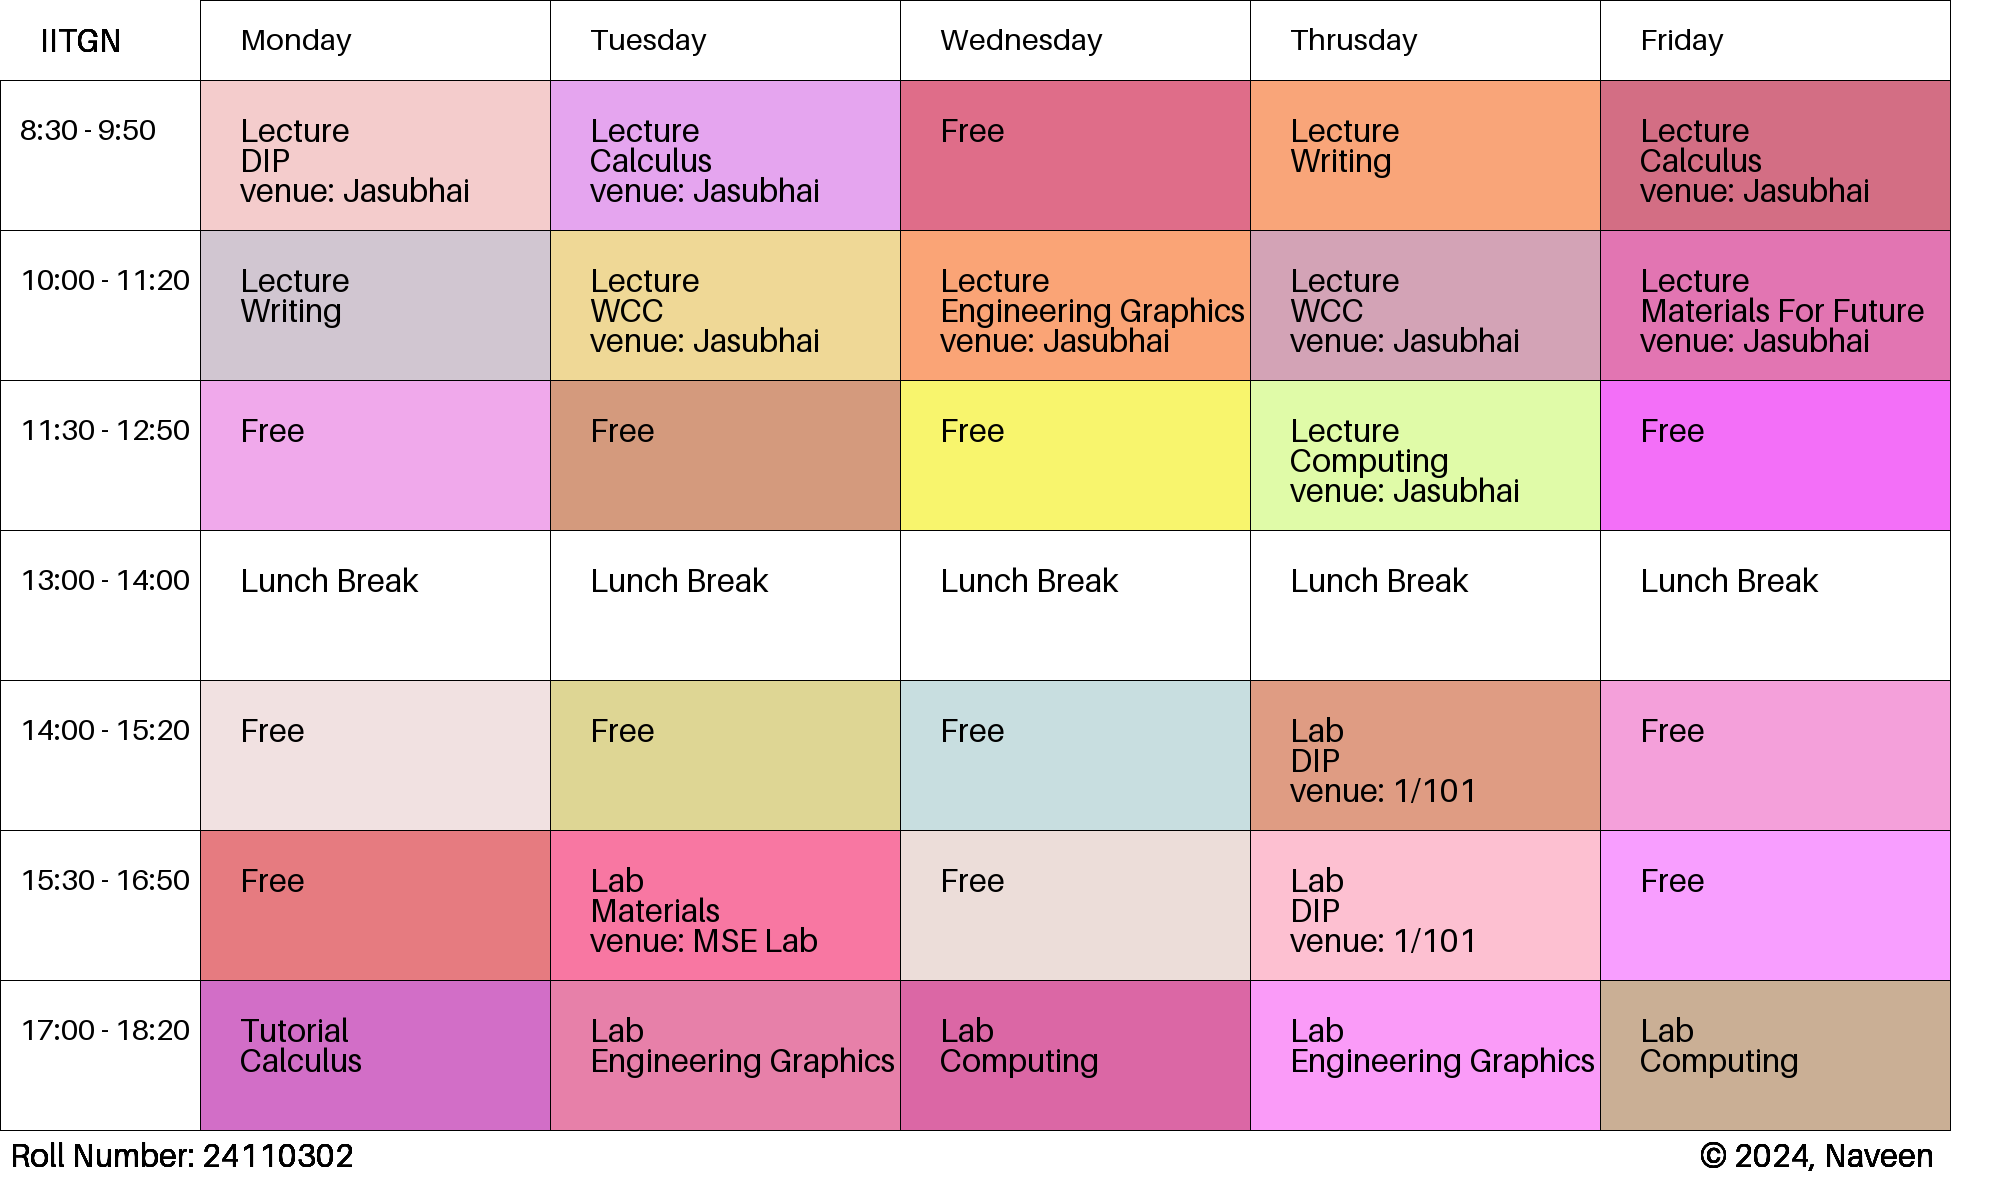 IITGN Monday Tuesday Wednesday Thrusday Friday
8:30 - 9:50
Lecture
DIP
venue: Jasubhai
Lecture
Calculus
venue: Jasubhai
Free
Lecture
Writing
Lecture
Calculus
venue: Jasubhai
10:00 - 11:20
Lecture
Writing
Lecture
WCC
venue: Jasubhai
Lecture
Engineering Graphics
venue: Jasubhai
Lecture
WCC
venue: Jasubhai
Lecture
Materials For Future
venue: Jasubhai
11:30 - 12:50
Free
Free
Free
Lecture
Computing
venue: Jasubhai
Free
13:00 - 14:00
Lunch Break
Lunch Break
Lunch Break
Lunch Break
Lunch Break
14:00 - 15:20
Free
Free
Free
Lab
DIP
venue: 1/101
Free
15:30 - 16:50
Free
Lab
Materials
venue: MSE Lab
Free
Lab
DIP
venue: 1/101
Free
17:00 - 18:20
Tutorial
Calculus
Lab
Engineering Graphics
Lab
Computing
Lab
Engineering Graphics
Lab
Computing
Roll Number: 24110302
© 2024, Naveen